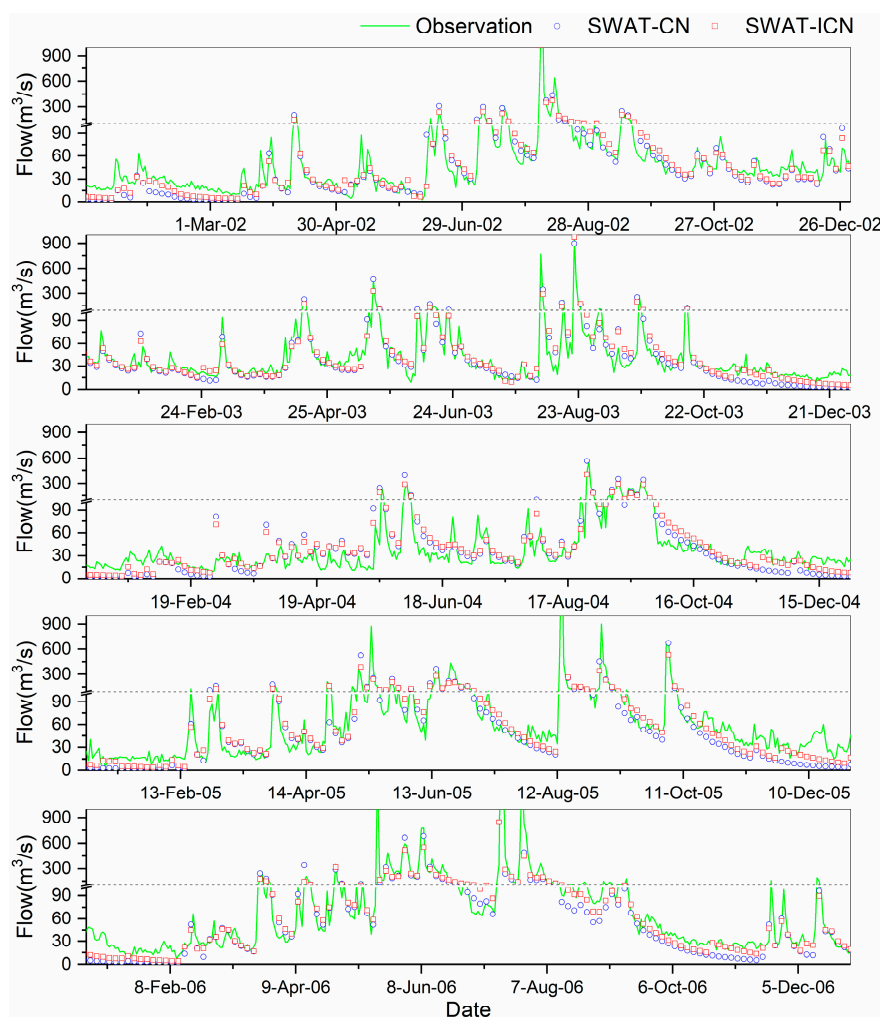 Observation SWAT-CN SWAT-ICN
Flow(m³/s)
900
600
300
90
60
30
0
1-Mar-02 30-Apr-02 29-Jun-02 28-Aug-02 27-Oct-02 26-Dec-02
Flow(m³/s)
900
600
300
90
60
30
0
24-Feb-03 25-Apr-03 24-Jun-03 23-Aug-03 22-Oct-03 21-Dec-03
Flow(m³/s)
900
600
300
90
60
30
0
19-Feb-04 19-Apr-04 18-Jun-04 17-Aug-04 16-Oct-04 15-Dec-04
Flow(m³/s)
900
600
300
90
60
30
0
13-Feb-05 14-Apr-05 13-Jun-05 12-Aug-05 11-Oct-05 10-Dec-05
Flow(m³/s)
900
600
300
90
60
30
0
8-Feb-06 9-Apr-06 8-Jun-06 7-Aug-06 6-Oct-06 5-Dec-06
Date